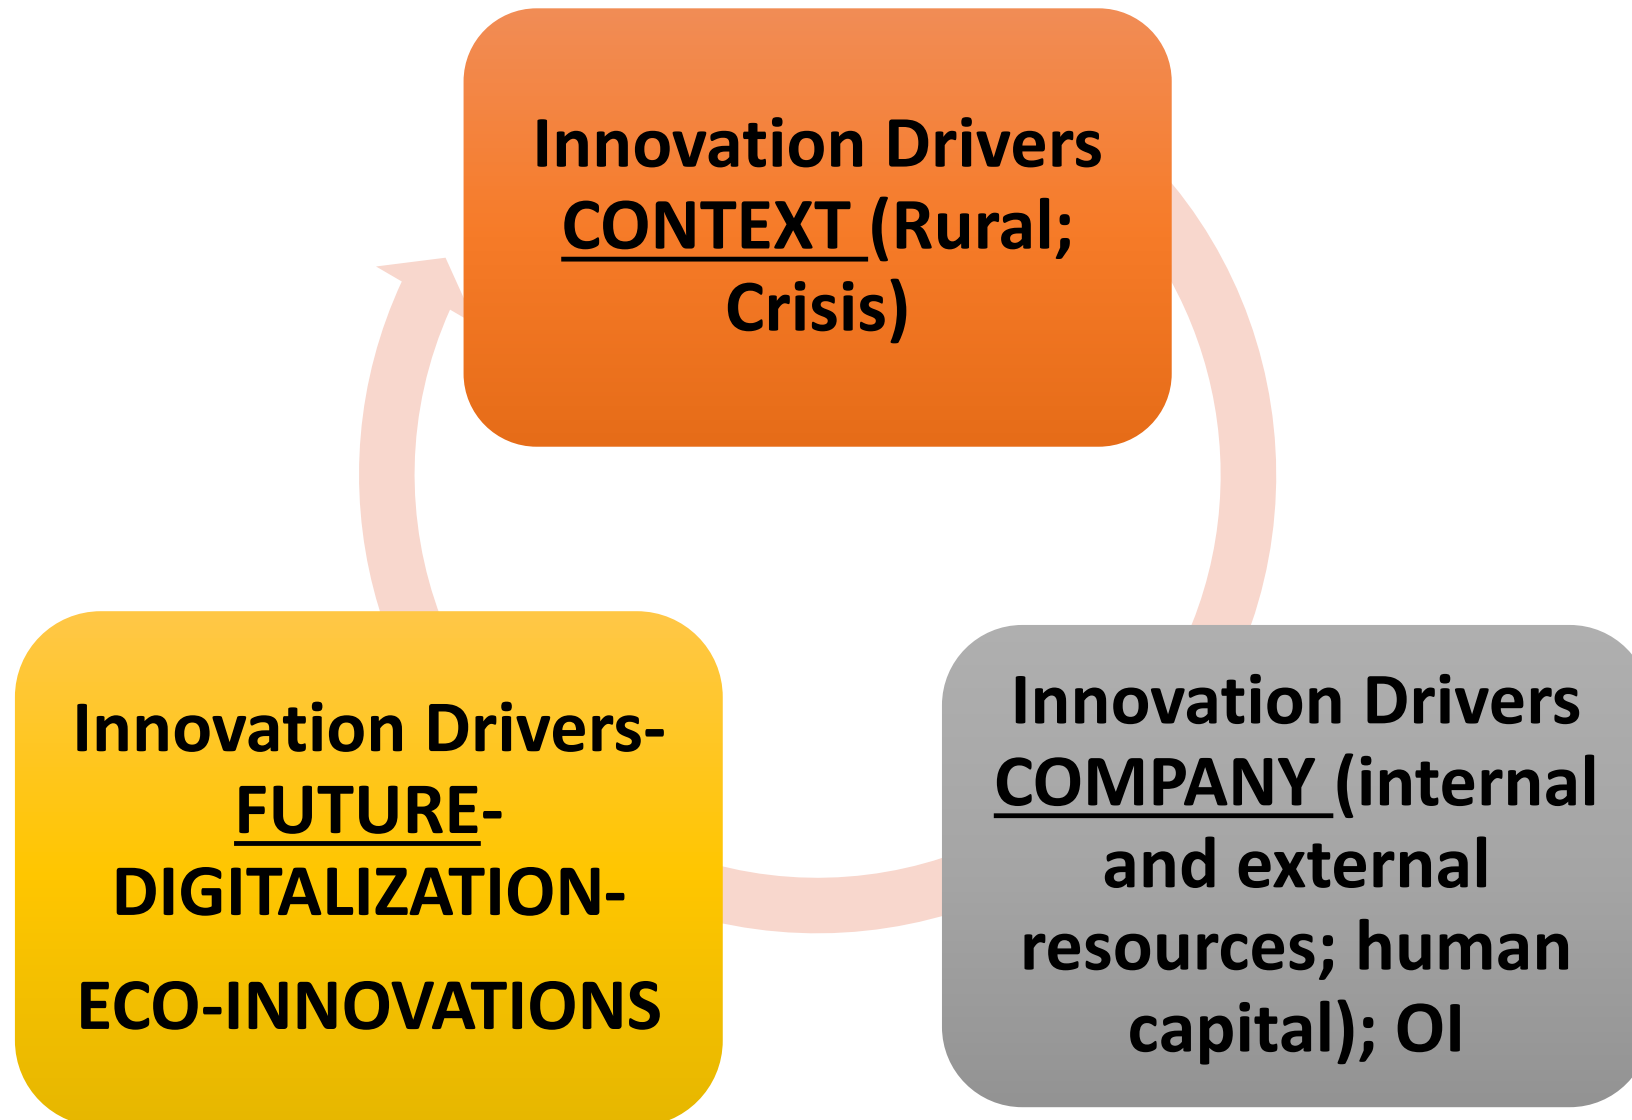 Innovation Drivers
CONTEXT (Rural;
Crisis)
Innovation Drivers
COMPANY (internal
and external
resources; human
capital); OI
Innovation Drivers-
FUTURE-
DIGITALIZATION-
ECO-INNOVATIONS